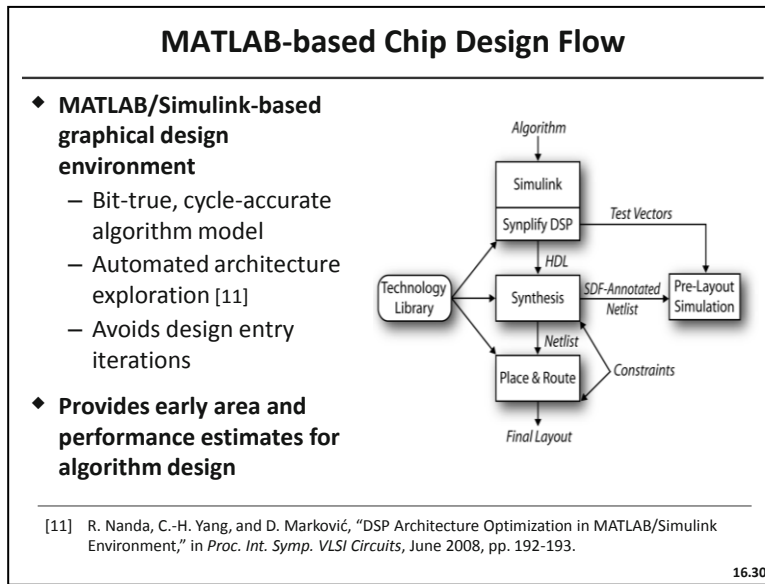 MATLAB-based Chip Design Flow
◆ MATLAB/Simulink-based
graphical design
environment
– Bit-true, cycle-accurate
algorithm model
– Automated architecture
exploration [11]
– Avoids design entry
iterations
◆ Provides early area and
performance estimates for
algorithm design
Algorithm
Simulink
Synplify DSP
Test Vectors
HDL
Technology
Library
Synthesis
SDF-Annotated
Netlist
Pre-Layout
Simulation
Netlist
Place & Route
Constraints
Final Layout
[11] R. Nanda, C.-H. Yang, and D. Marković, “DSP Architecture Optimization in MATLAB/Simulink
Environment,” in Proc. Int. Symp. VLSI Circuits, June 2008, pp. 192-193.
16.30